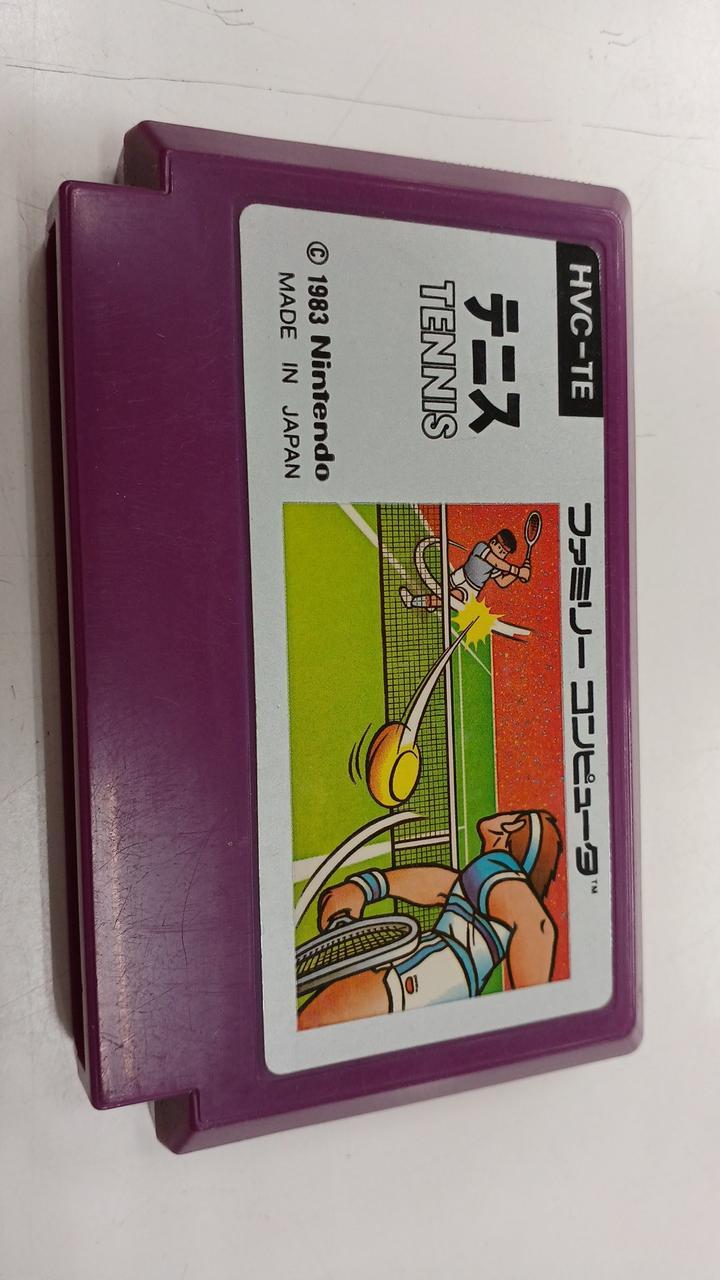 HVC-TE
ファミリー コンピュータ™
テニス
TENNIS
© 1983 Nintendo
MADE IN JAPAN